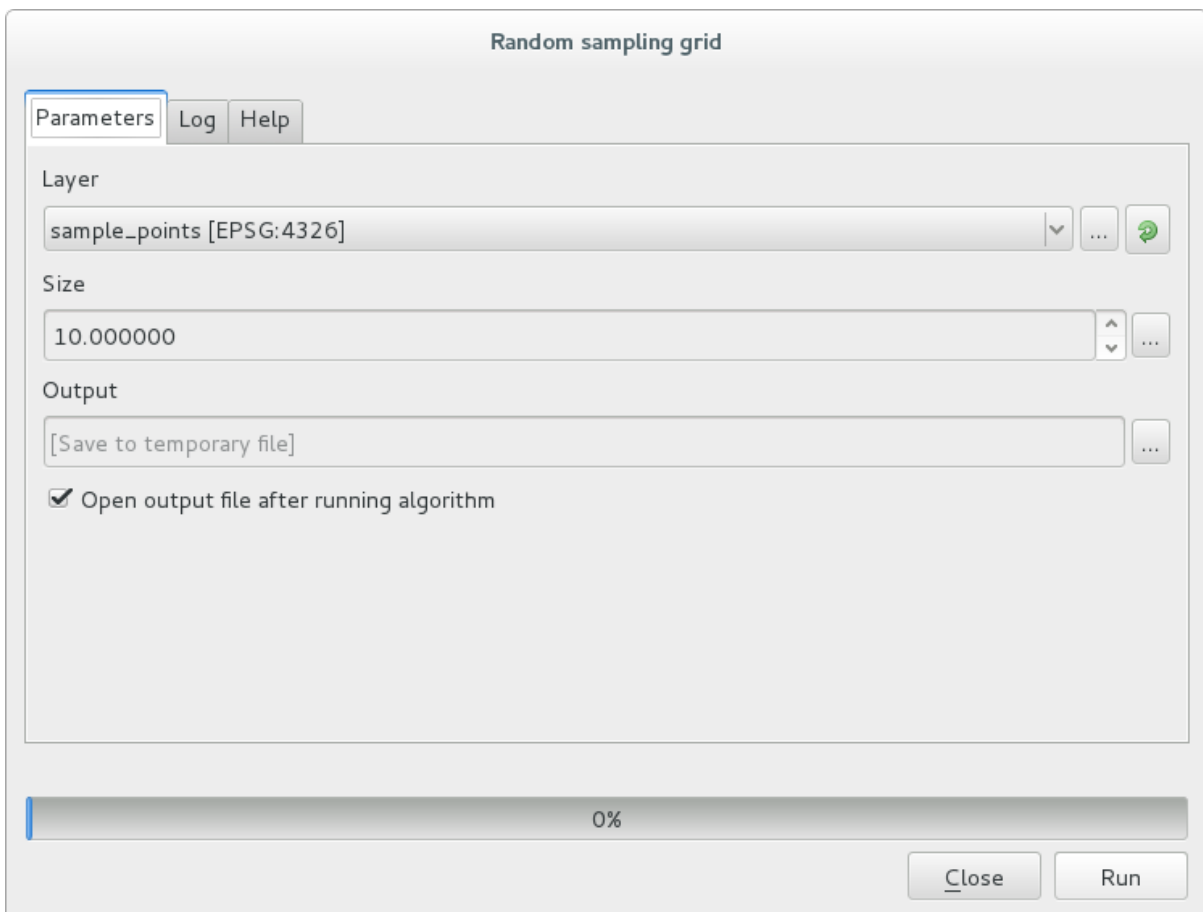 Random sampling grid
Parameters Log Help
Layer
sample_points [EPSG:4326] ...
Size
10.000000 ...
Output
[Save to temporary file] ...
Open output file after running algorithm
0%
Close Run